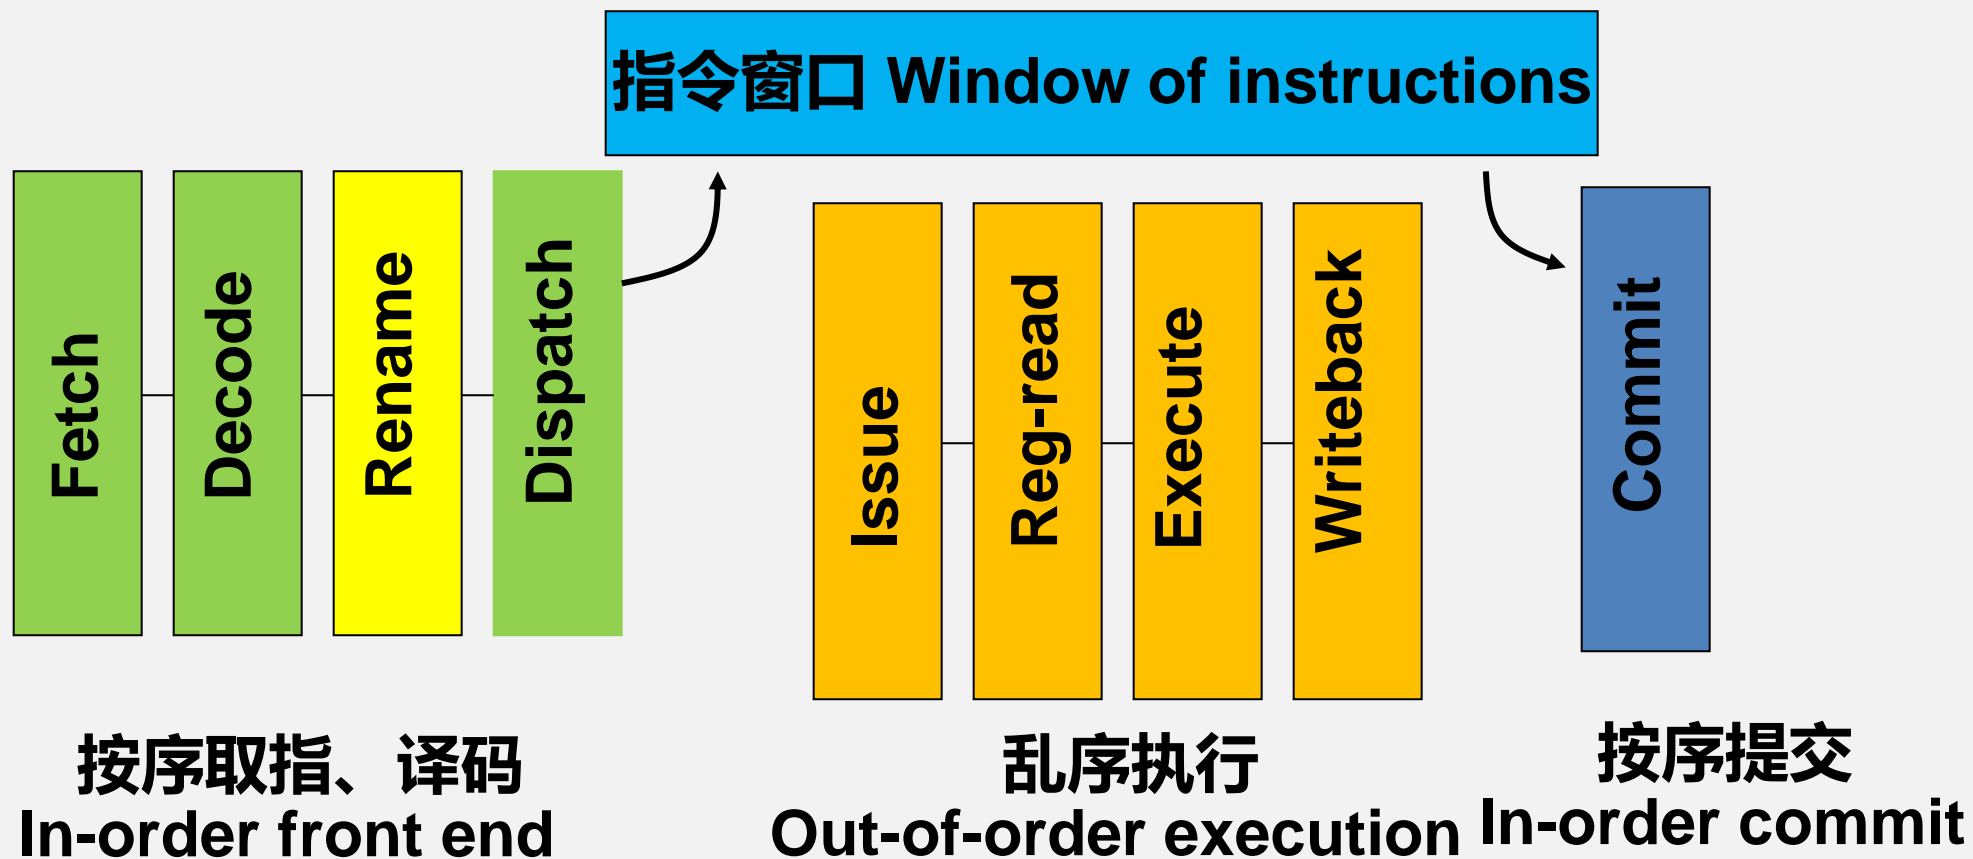 指令窗口 Window of instructions
Fetch
Decode
Rename
Dispatch
Issue
Reg-read
Execute
Writeback
Commit
按序取指、译码
In-order front end
乱序执行
Out-of-order execution
按序提交
In-order commit